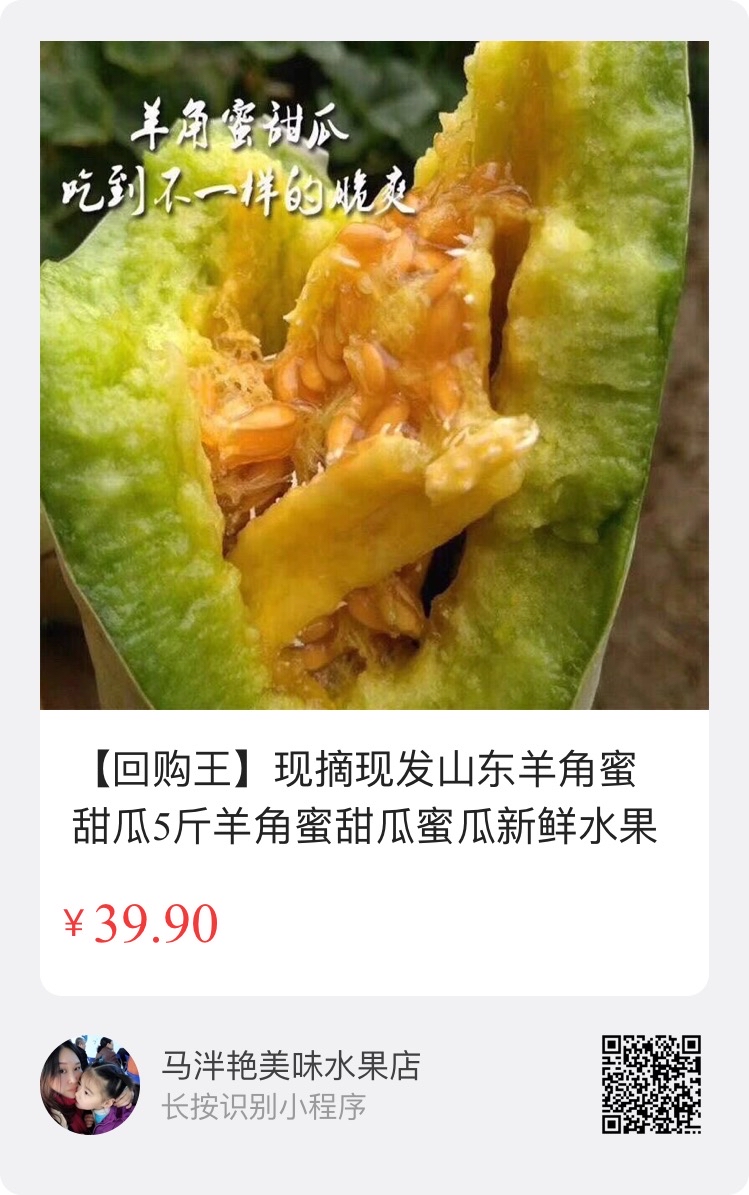 羊角蜜甜瓜
吃到不一样的脆爽
【回购王】现摘现发山东羊角蜜
甜瓜5斤羊角蜜甜瓜蜜瓜新鲜水果
¥39.90
马泮艳美味水果店
长按识别小程序